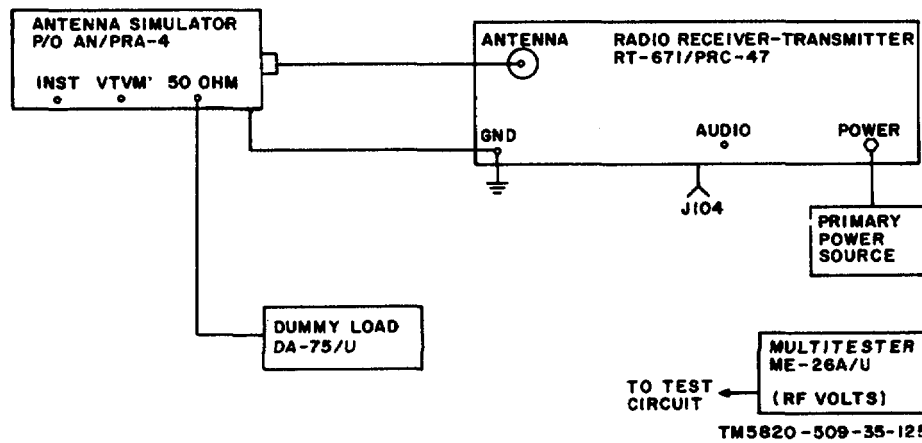 ANTENNA SIMULATOR
P/O AN/PRA-4
INST VTVM' 50 OHM
ANTENNA
RADIO RECEIVER-TRANSMITTER
RT-671/PRC-47
GND
AUDIO
POWER
J104
PRIMARY
POWER
SOURCE
DUMMY LOAD
DA-75/U
MULTITESTER
ME-26A/U
(RF VOLTS)
TO TEST
CIRCUIT